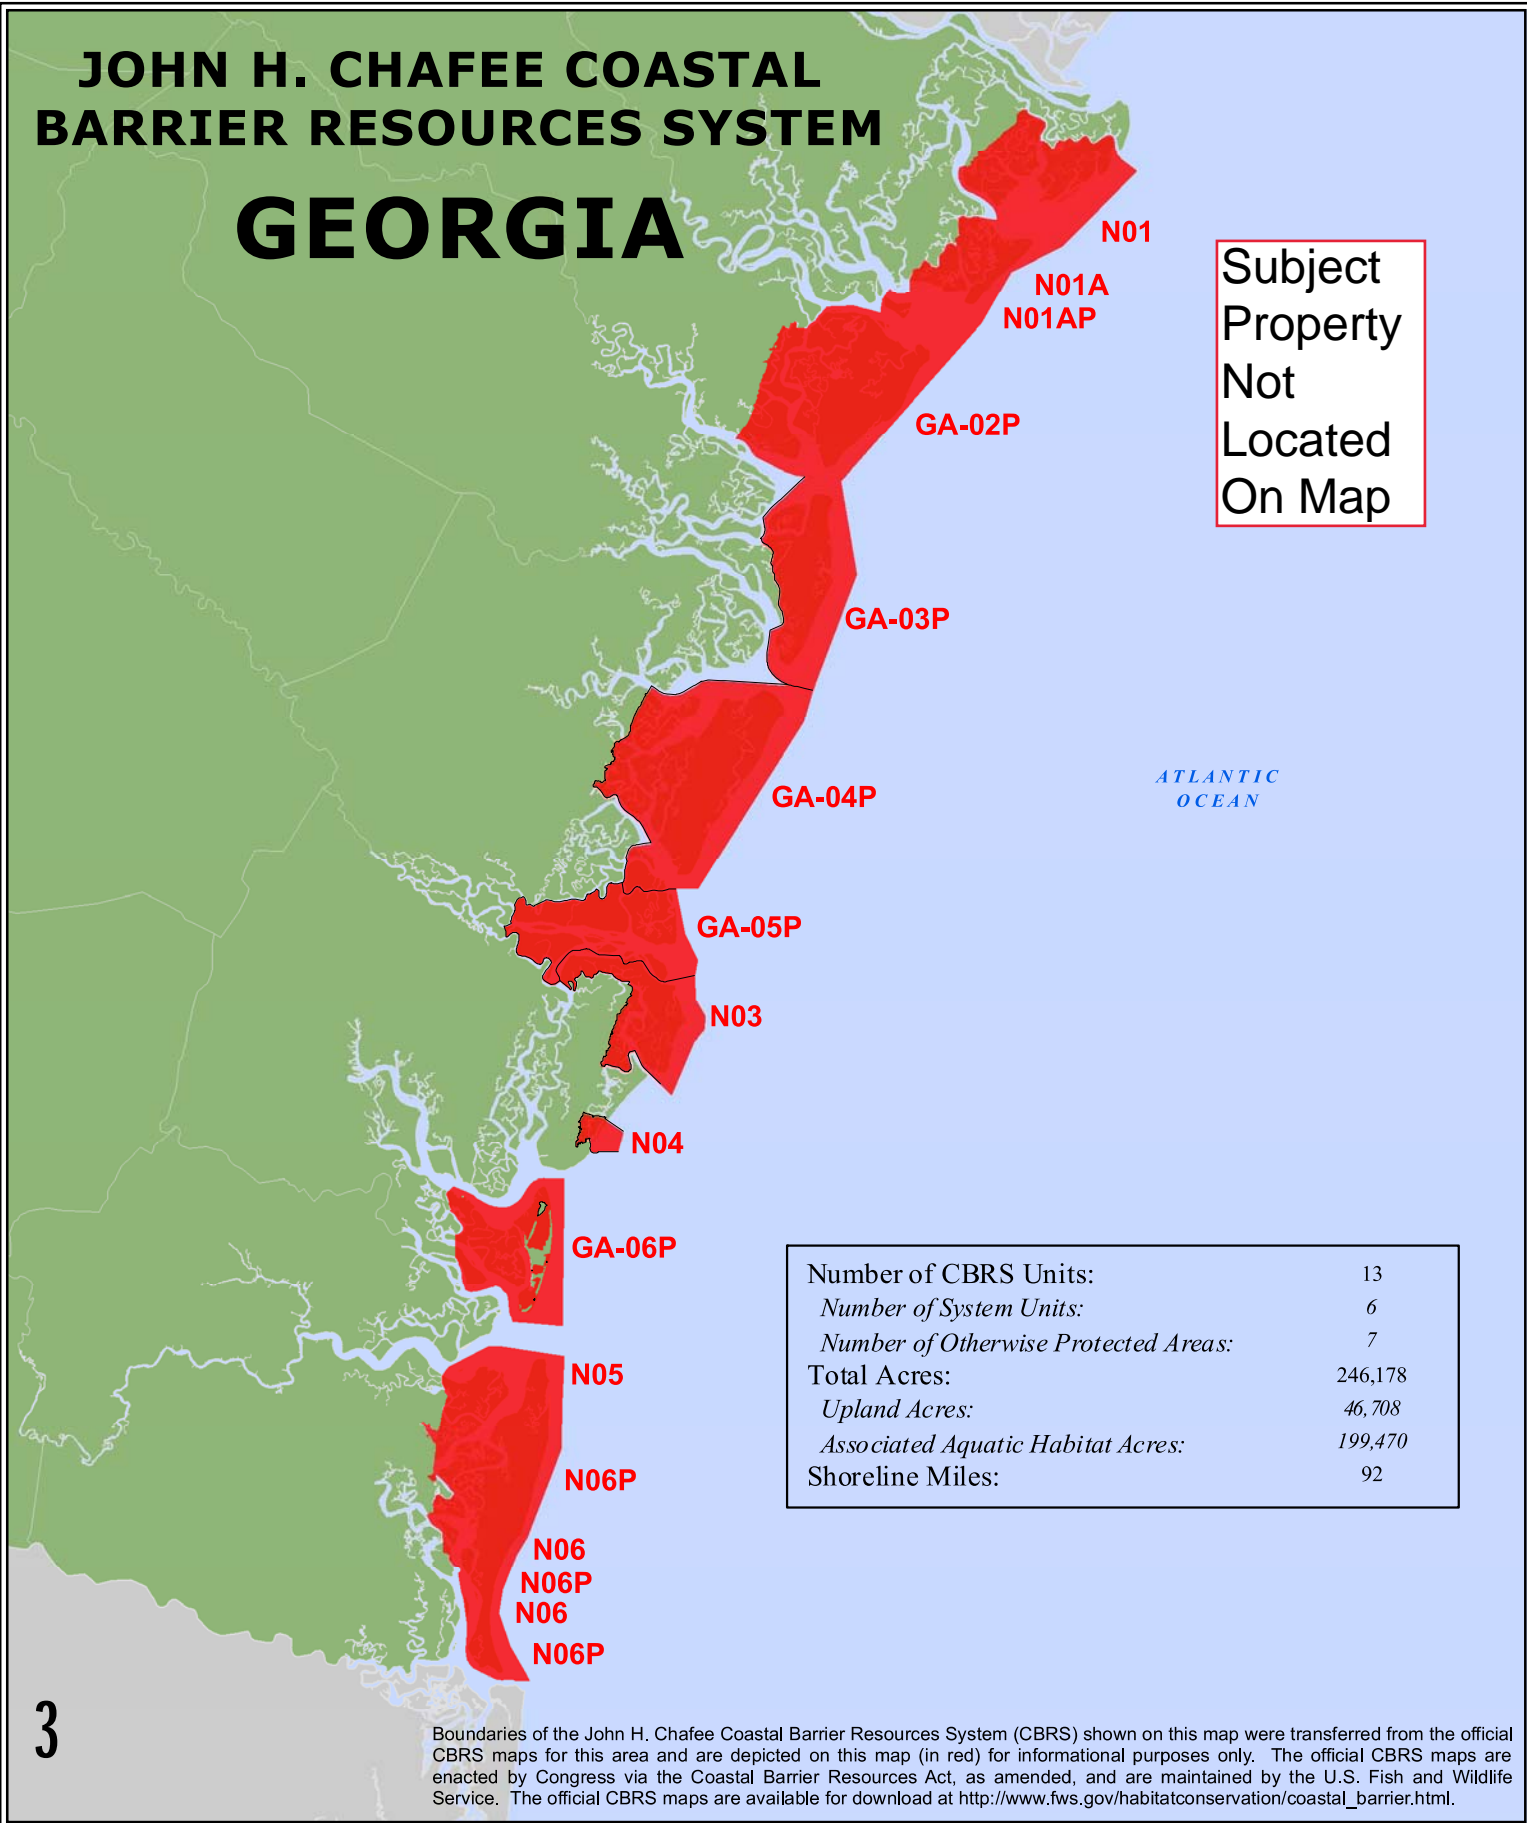 JOHN H. CHAFEE COASTAL
BARRIER RESOURCES SYSTEM
GEORGIA
N01
N01A
N01AP
Subject
Property
Not
Located
On Map
GA-02P
GA-03P
GA-04P
ATLANTIC
OCEAN
GA-05P
N03
N04
GA-06P
Number of CBRS Units: 13
Number of System Units: 6
Number of Otherwise Protected Areas: 7
Total Acres: 246,178
Upland Acres: 46,708
Associated Aquatic Habitat Acres: 199,470
Shoreline Miles: 92
N05
N06P
N06
N06P
N06
N06P
3
Boundaries of the John H. Chafee Coastal Barrier Resources System (CBRS) shown on this map were transferred from the official
CBRS maps for this area and are depicted on this map (in red) for informational purposes only. The official CBRS maps are
enacted by Congress via the Coastal Barrier Resources Act, as amended, and are maintained by the U.S. Fish and Wildlife
Service. The official CBRS maps are available for download at http://www.fws.gov/habitatconservation/coastal_barrier.html.